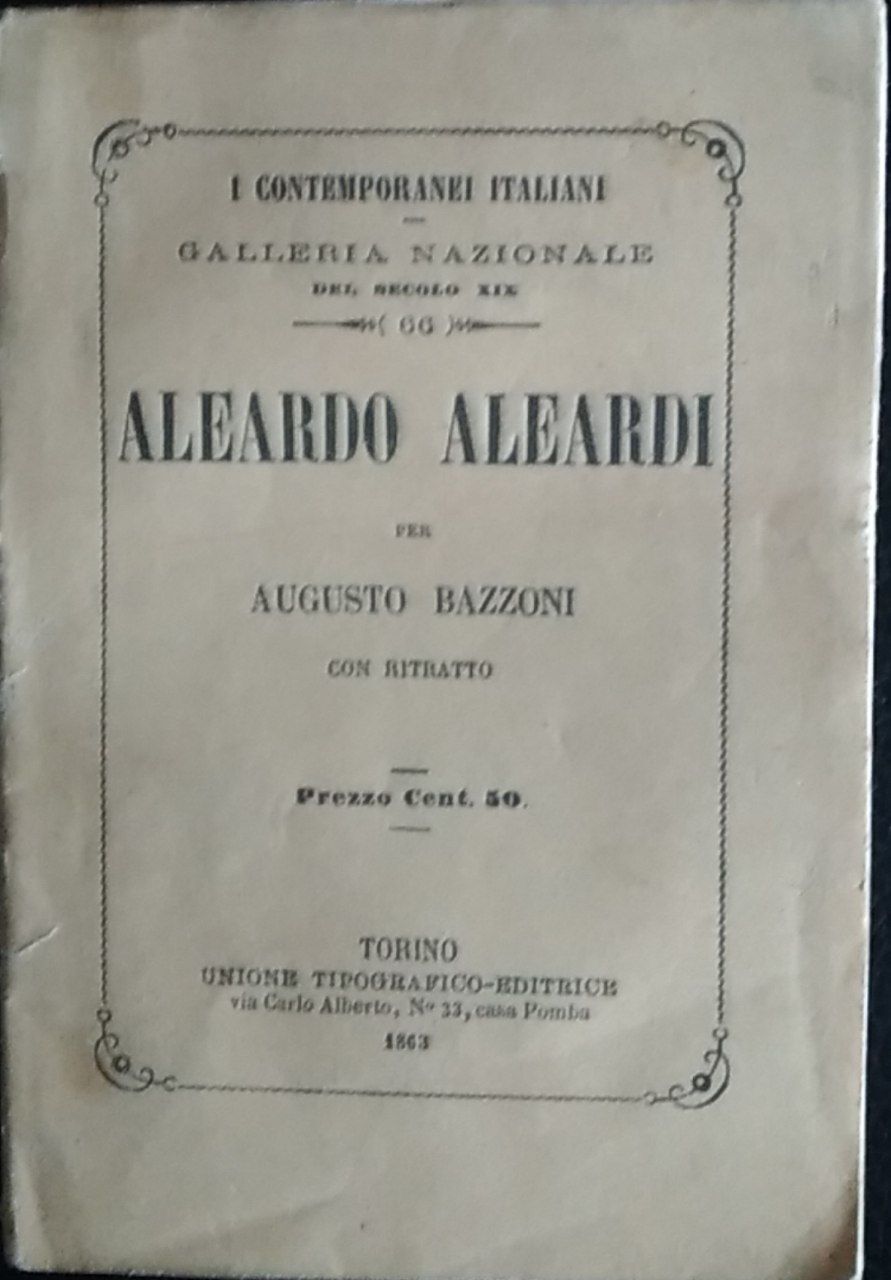 I CONTEMPORANEI ITALIANI
GALLERIA NAZIONALE
DEL SECOLO XIX
( 66 )
ALEARDO ALEARDI
PER
AUGUSTO BAZZONI
CON RITRATTO
Prezzo Cent. 50.
TORINO
UNIONE TIPOGRAFICO-EDITRICE
via Carlo Alberto, Nº 33, casa Pomba
1863